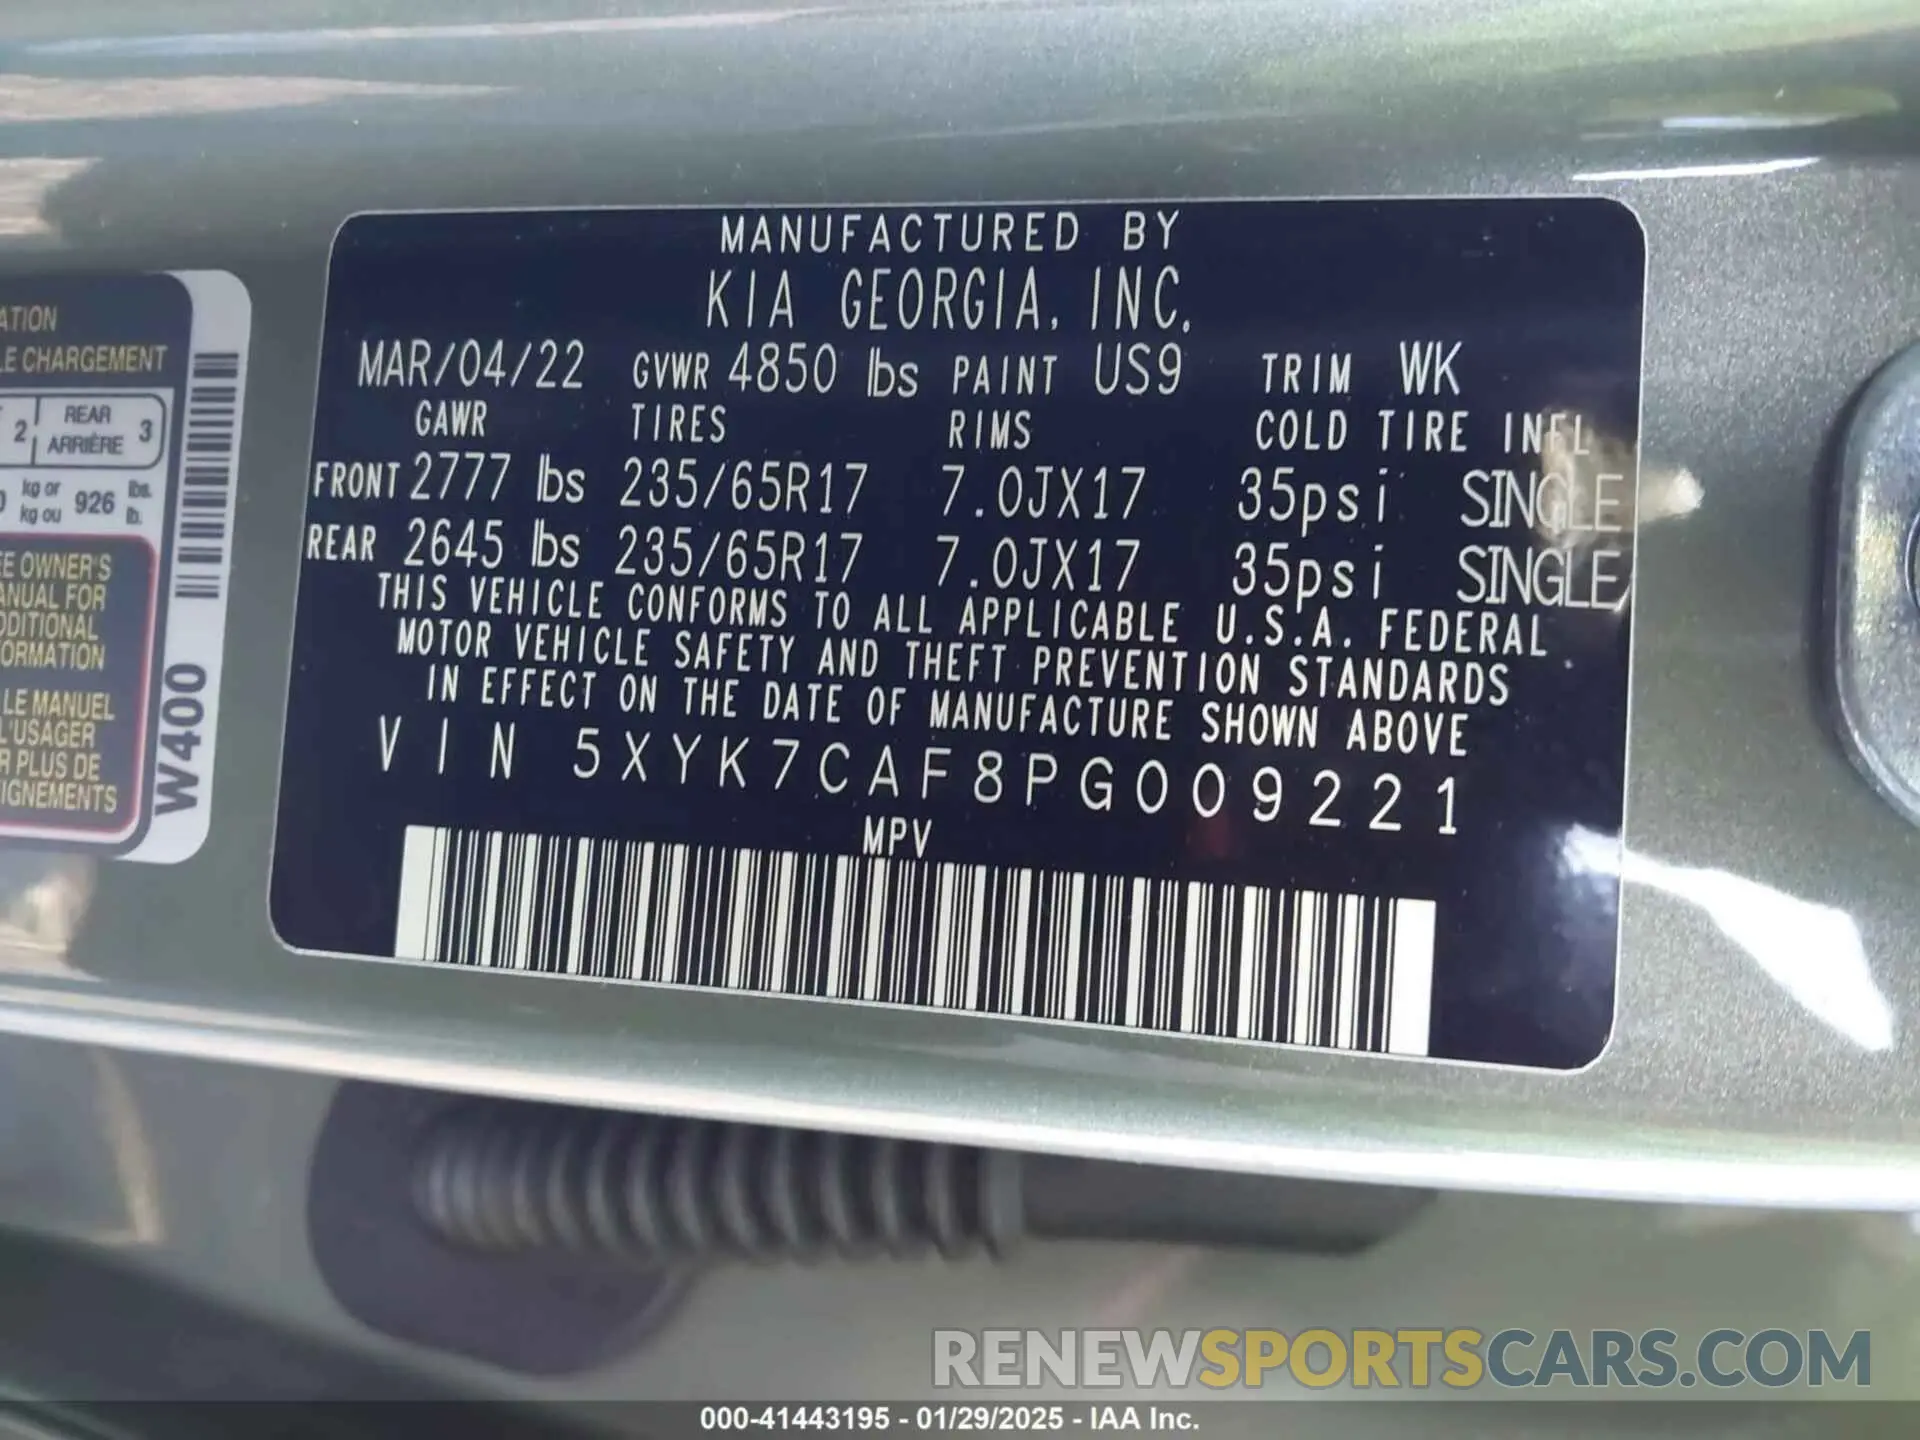 MANUFACTURED BY
KIA GEORGIA, INC.
MAR/04/22 GVWR 4850 lbs PAINT US9 TRIM WK
GAWR TIRES RIMS COLD TIRE INFL
FRONT 2777 lbs 235/65R17 7.0JX17 35psi SINGLE
REAR 2645 lbs 235/65R17 7.0JX17 35psi SINGLE
THIS VEHICLE CONFORMS TO ALL APPLICABLE U.S.A. FEDERAL
MOTOR VEHICLE SAFETY AND THEFT PREVENTION STANDARDS
IN EFFECT ON THE DATE OF MANUFACTURE SHOWN ABOVE
VIN 5XYK7CAF8PG009221
MPV
LE CHARGEMENT
2 REAR 3
ARRIÈRE
kg or 926 lbs.
kg ou lb.
OWNER'S
FOR
LE MANUEL
L'USAGER
PLUS DE
W400
RENEWSPORTSCARS.COM
000-41443195 - 01/29/2025 - IAA Inc.